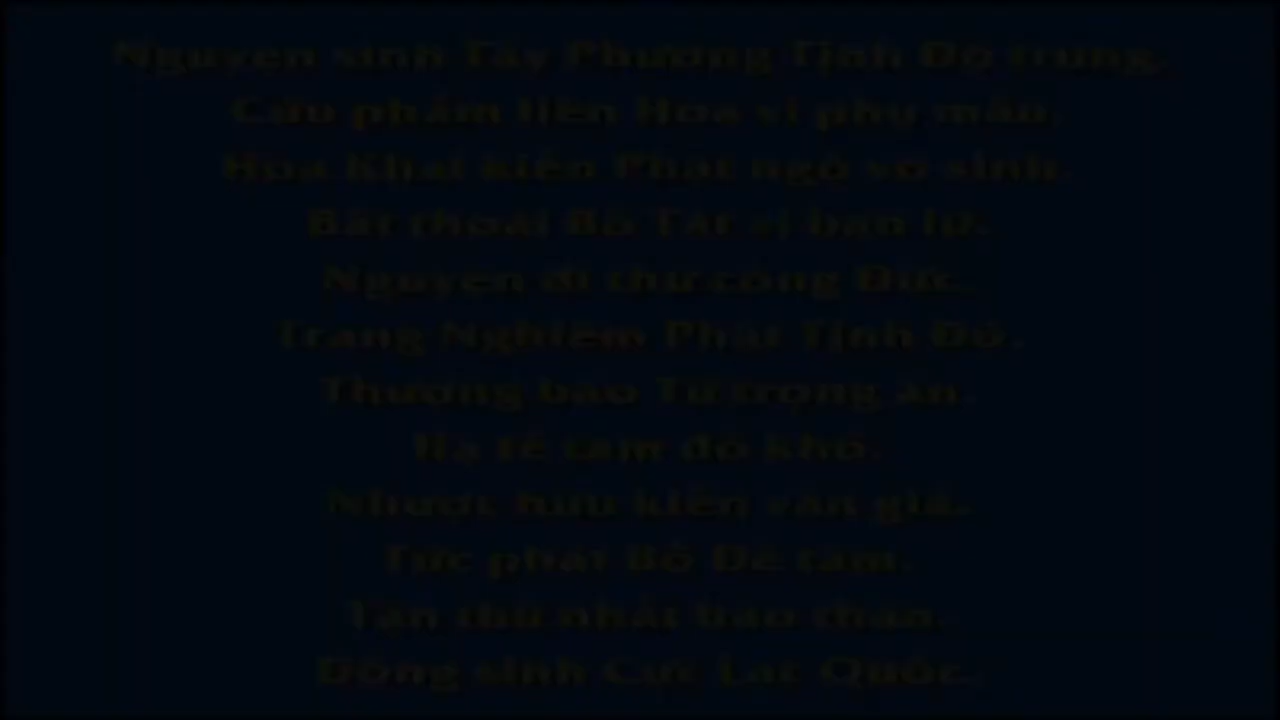 Nguyện sinh Tây Phương Tịnh Độ trung.
Cửu phẩm liên Hoa vi phụ mẫu.
Hoa Khai kiến Phật ngộ vô sinh.
Bất thoái Bồ Tát vi bạn lữ.
Nguyện dĩ thử công Đức.
Trang Nghiêm Phật Tịnh Độ.
Thượng báo Tứ trọng ân.
Hạ tế tam đồ khổ.
Nhược hữu kiến văn giả.
Tức phát Bồ Đề tâm.
Tận thử nhất báo thân.
Đồng sinh Cực Lạc Quốc.